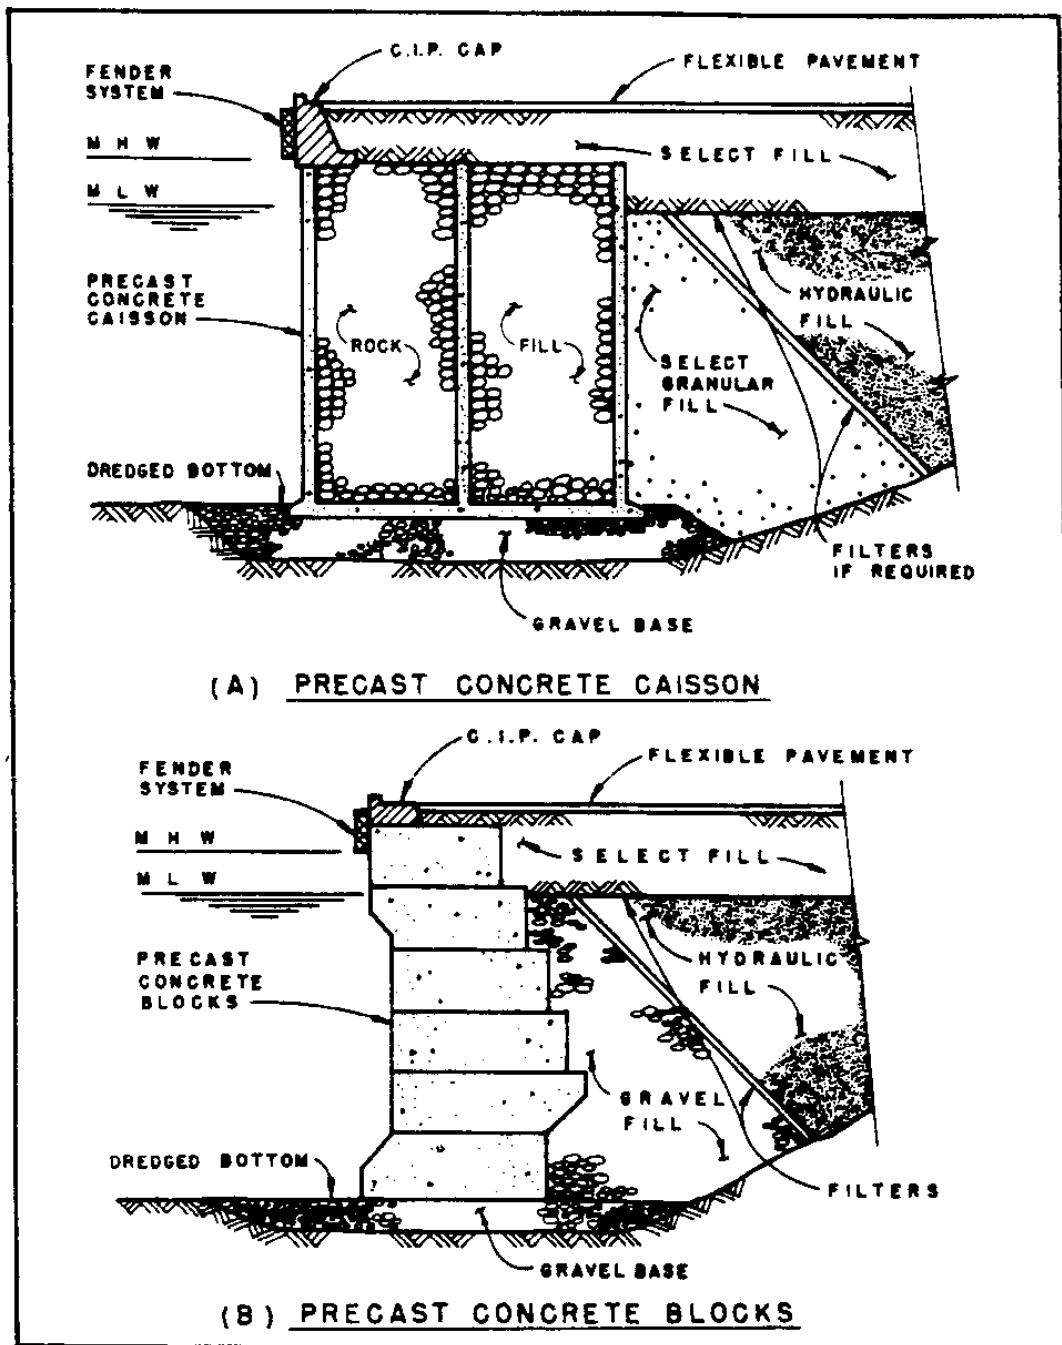 C.I.P. CAP
FLEXIBLE PAVEMENT
FENDER
SYSTEM
M H W
SELECT FILL
M L W
PRECAST
CONCRETE
CAISSON
HYDRAULIC
FILL
ROCK
FILL
SELECT
GRANULAR
FILL
DREDGED BOTTOM
FILTERS
IF REQUIRED
GRAVEL BASE
(A) PRECAST CONCRETE CAISSON
C.I.P. CAP
FLEXIBLE PAVEMENT
FENDER
SYSTEM
M H W
SELECT FILL
M L W
PRECAST
CONCRETE
BLOCKS
HYDRAULIC
FILL
GRAVEL
FILL
DREDGED BOTTOM
FILTERS
GRAVEL BASE
(B) PRECAST CONCRETE BLOCKS